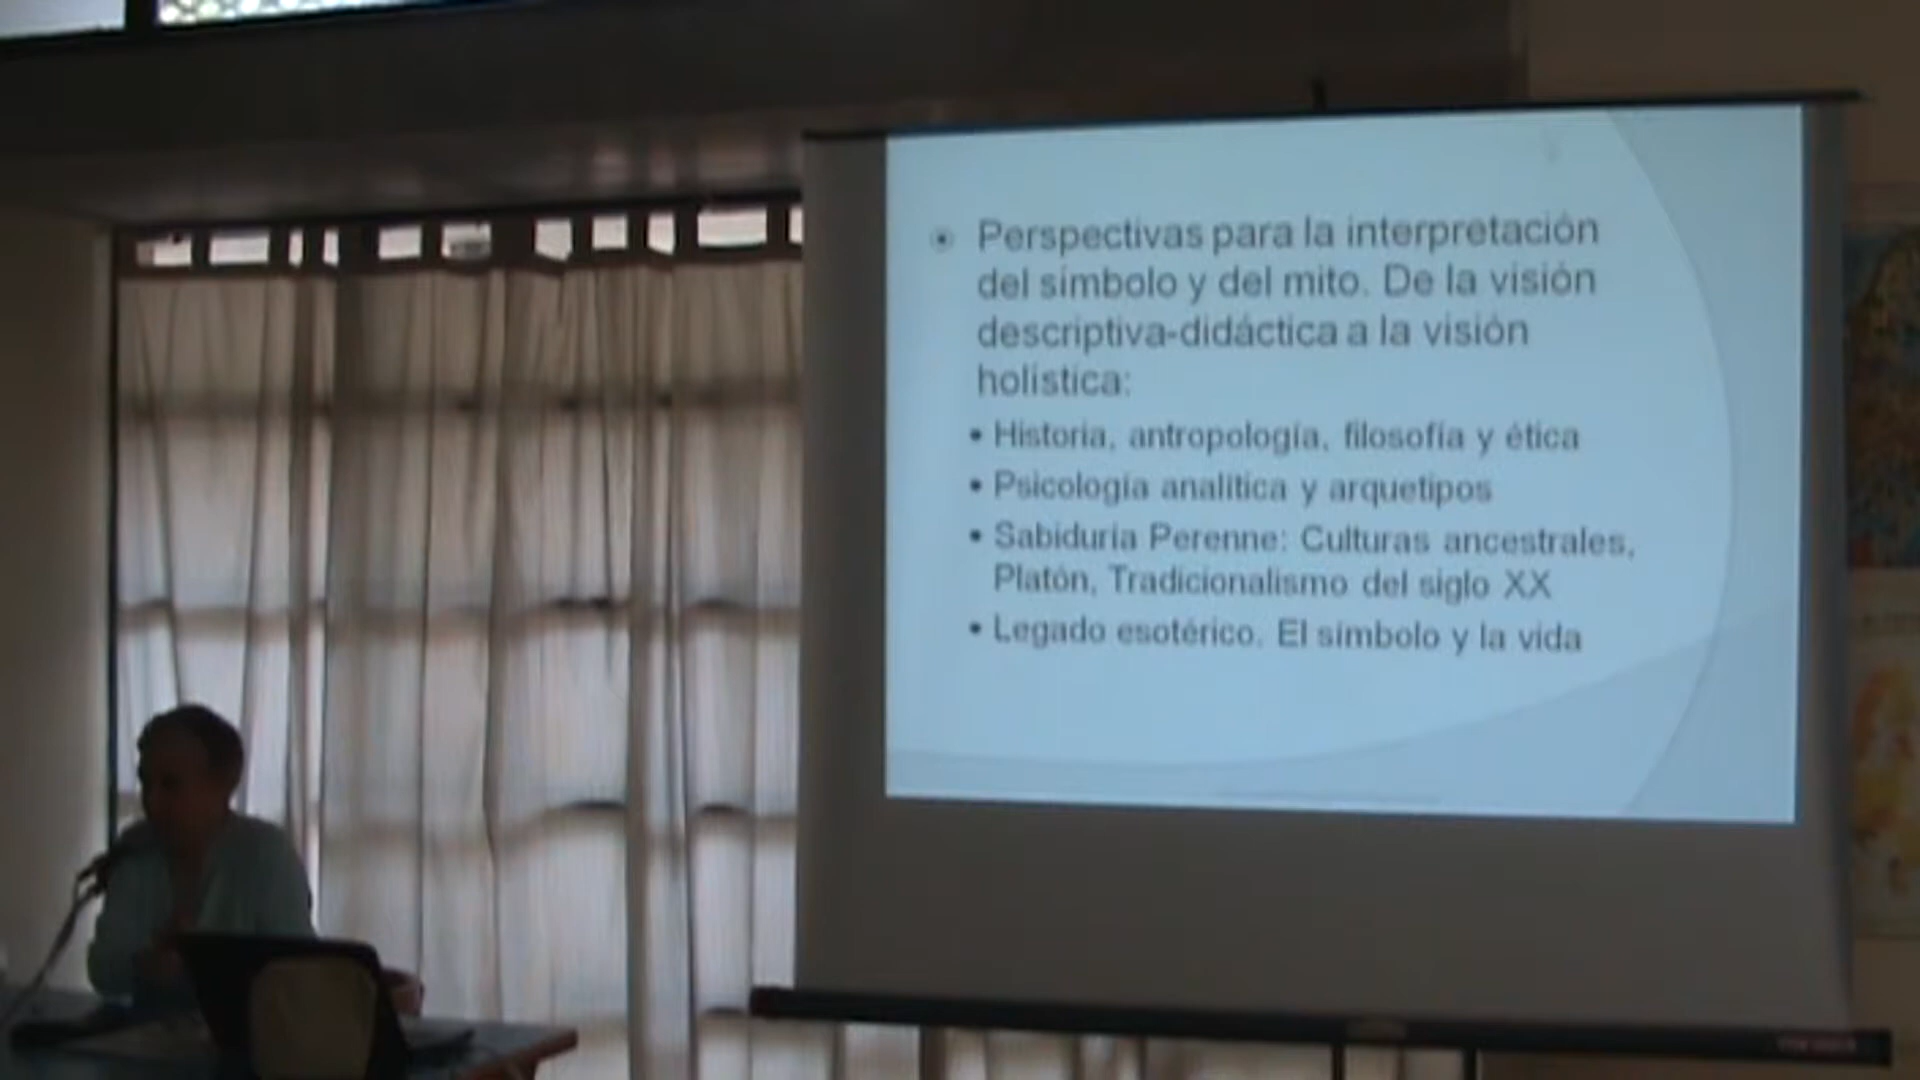 Perspectivas para la interpretación
del símbolo y del mito. De la visión
descriptiva-didáctica a la visión
holística:
• Historia, antropología, filosofía y ética
• Psicología analítica y arquetipos
• Sabiduría Perenne: Culturas ancestrales,
Platón, Tradicionalismo del siglo XX
• Legado esotérico. El símbolo y la vida